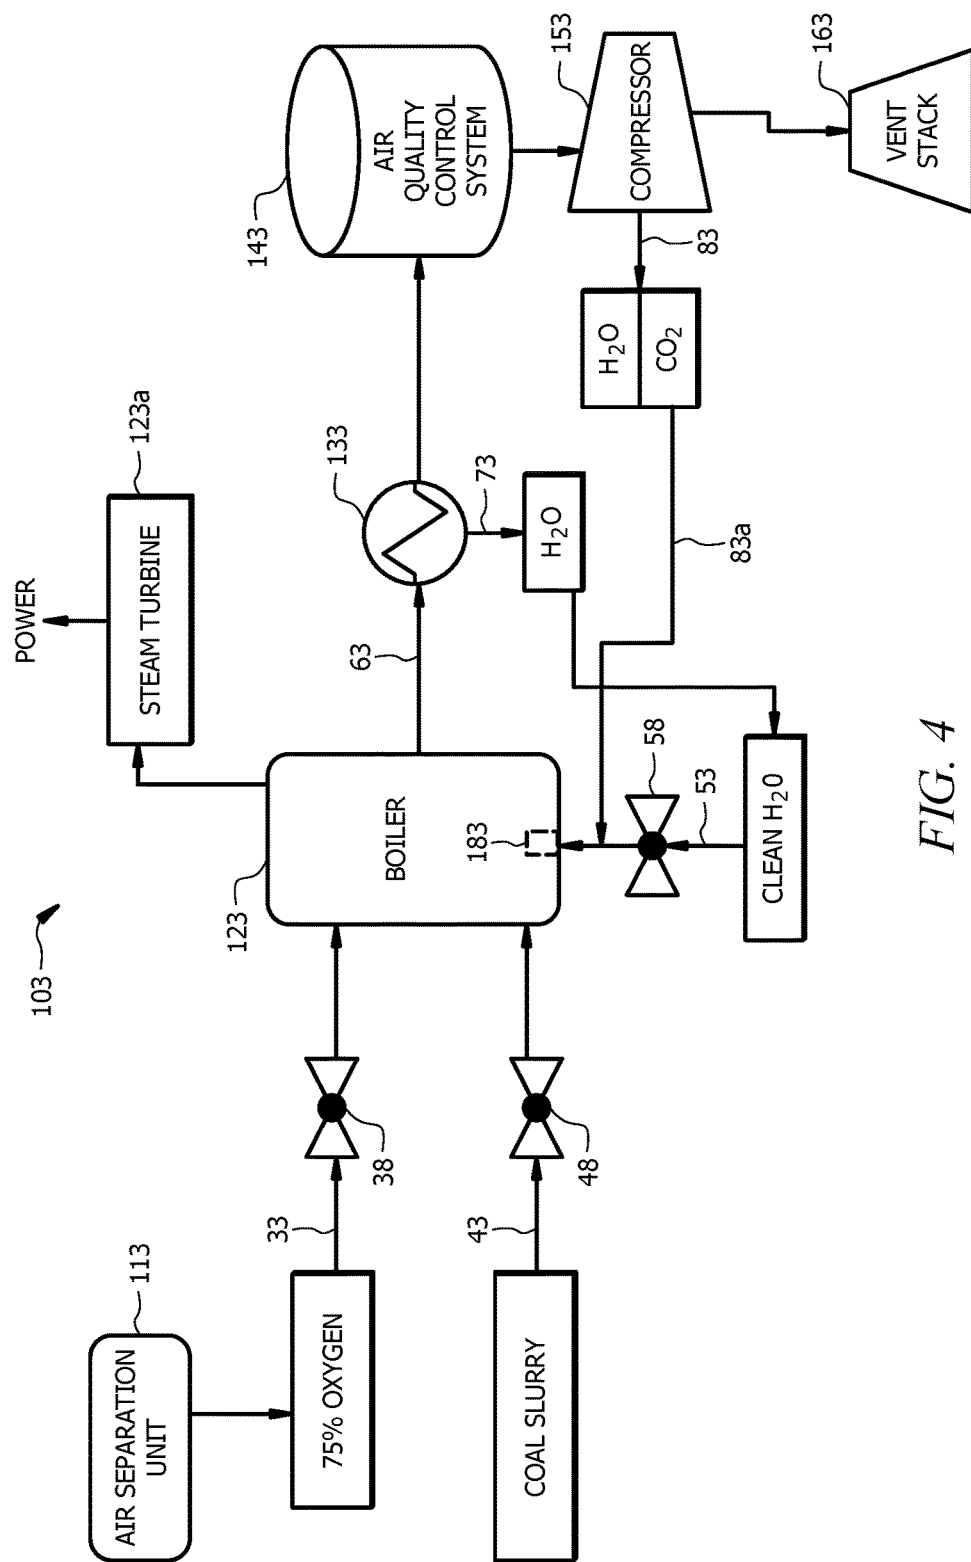 103
AIR SEPARATION
UNIT
113
75% OXYGEN
33
38
COAL SLURRY
43
48
POWER
STEAM TURBINE
123a
123
BOILER
183
63
133
73
H2O
143
AIR
QUALITY
CONTROL
SYSTEM
COMPRESSOR
153
83
H2O
CO2
83a
58
53
CLEAN H20
VENT
STACK
163
FIG. 4